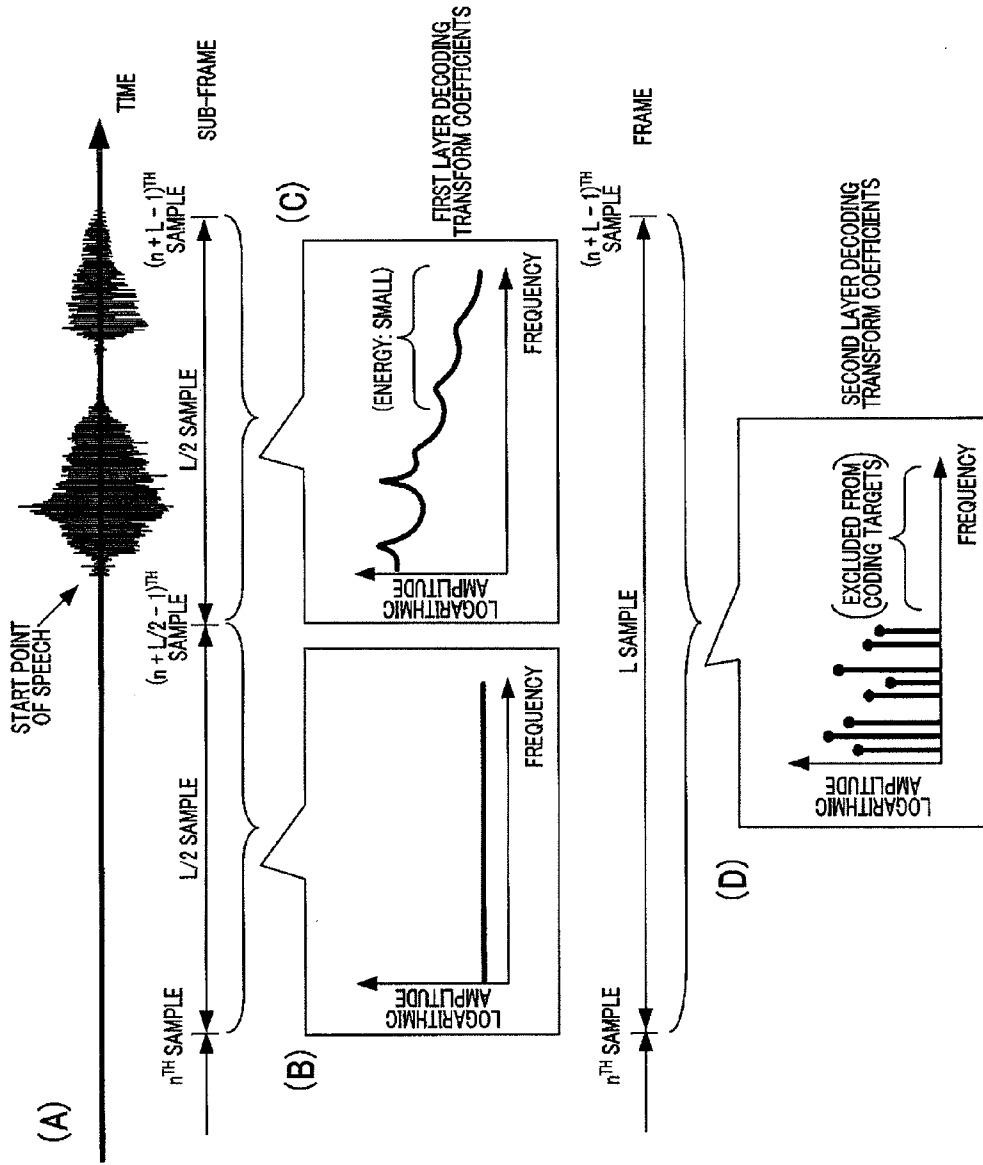 (A)
START POINT
OF SPEECH
TIME
n TH SAMPLE
L/2 SAMPLE
(n + L/2 - 1) TH
SAMPLE
L/2 SAMPLE
(n + L - 1) TH
SAMPLE
SUB-FRAME
(B)
LOGARITHMIC
AMPLITUDE
FREQUENCY
(C)
LOGARITHMIC
AMPLITUDE
(ENERGY: SMALL)
FREQUENCY
FIRST LAYER DECODING
TRANSFORM COEFFICIENTS
n TH SAMPLE
L SAMPLE
(n + L - 1) TH
SAMPLE
FRAME
(D)
LOGARITHMIC
AMPLITUDE
(EXCLUDED FROM
CODING TARGETS)
FREQUENCY
SECOND LAYER DECODING
TRANSFORM COEFFICIENTS